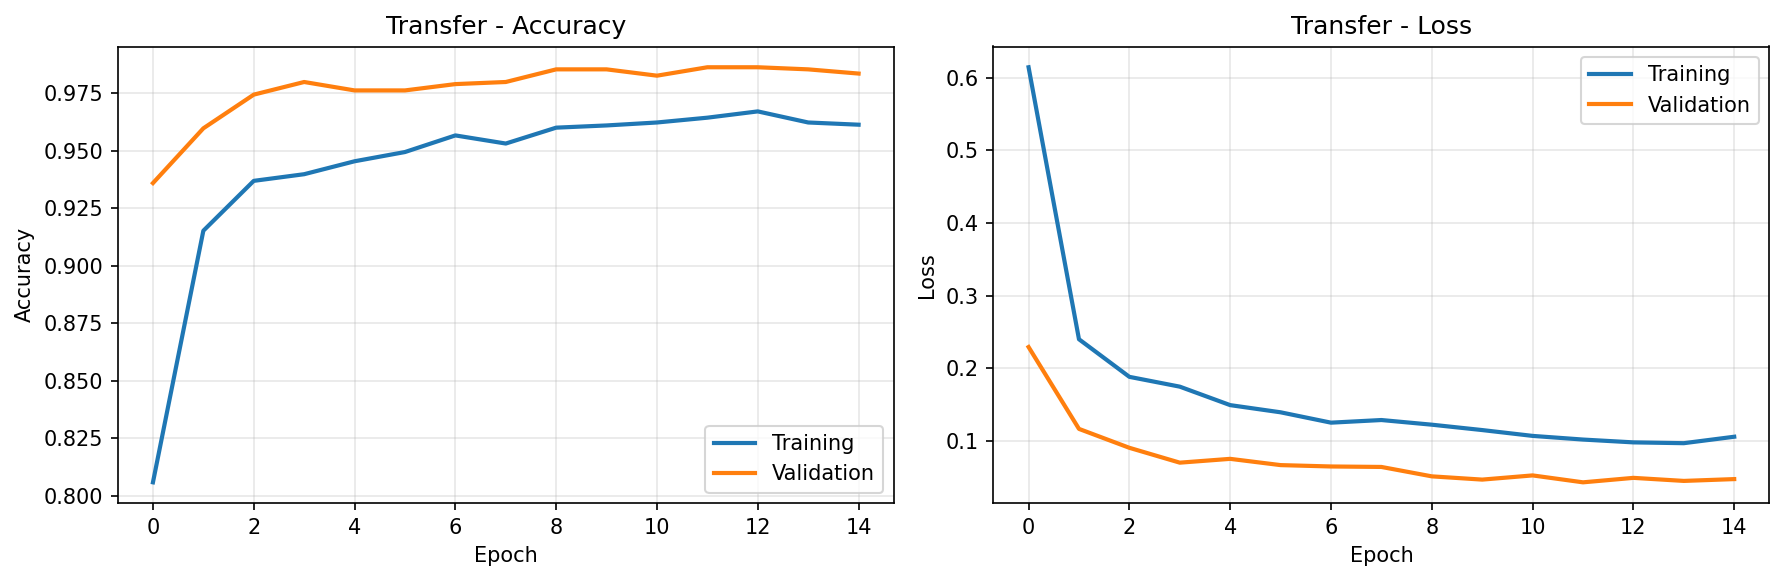 Transfer - Accuracy
Accuracy
0.975
0.950
0.925
0.900
0.875
0.850
0.825
0.800
0 2 4 6 8 10 12 14
Epoch
Training
Validation
Transfer - Loss
Loss
0.6
0.5
0.4
0.3
0.2
0.1
0 2 4 6 8 10 12 14
Epoch
Training
Validation